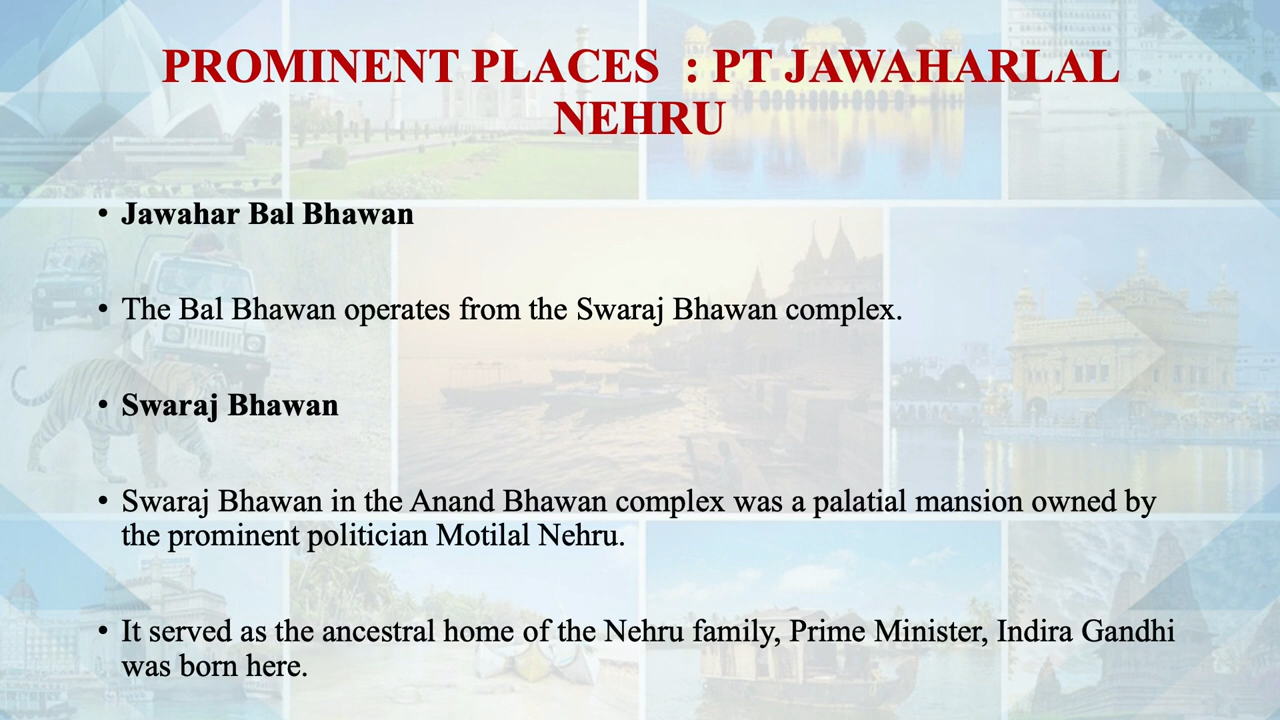 PROMINENT PLACES  : PT JAWAHARLAL
NEHRU
• Jawahar Bal Bhawan
• The Bal Bhawan operates from the Swaraj Bhawan complex.
• Swaraj Bhawan
• Swaraj Bhawan in the Anand Bhawan complex was a palatial mansion owned by
the prominent politician Motilal Nehru.
• It served as the ancestral home of the Nehru family, Prime Minister, Indira Gandhi
was born here.